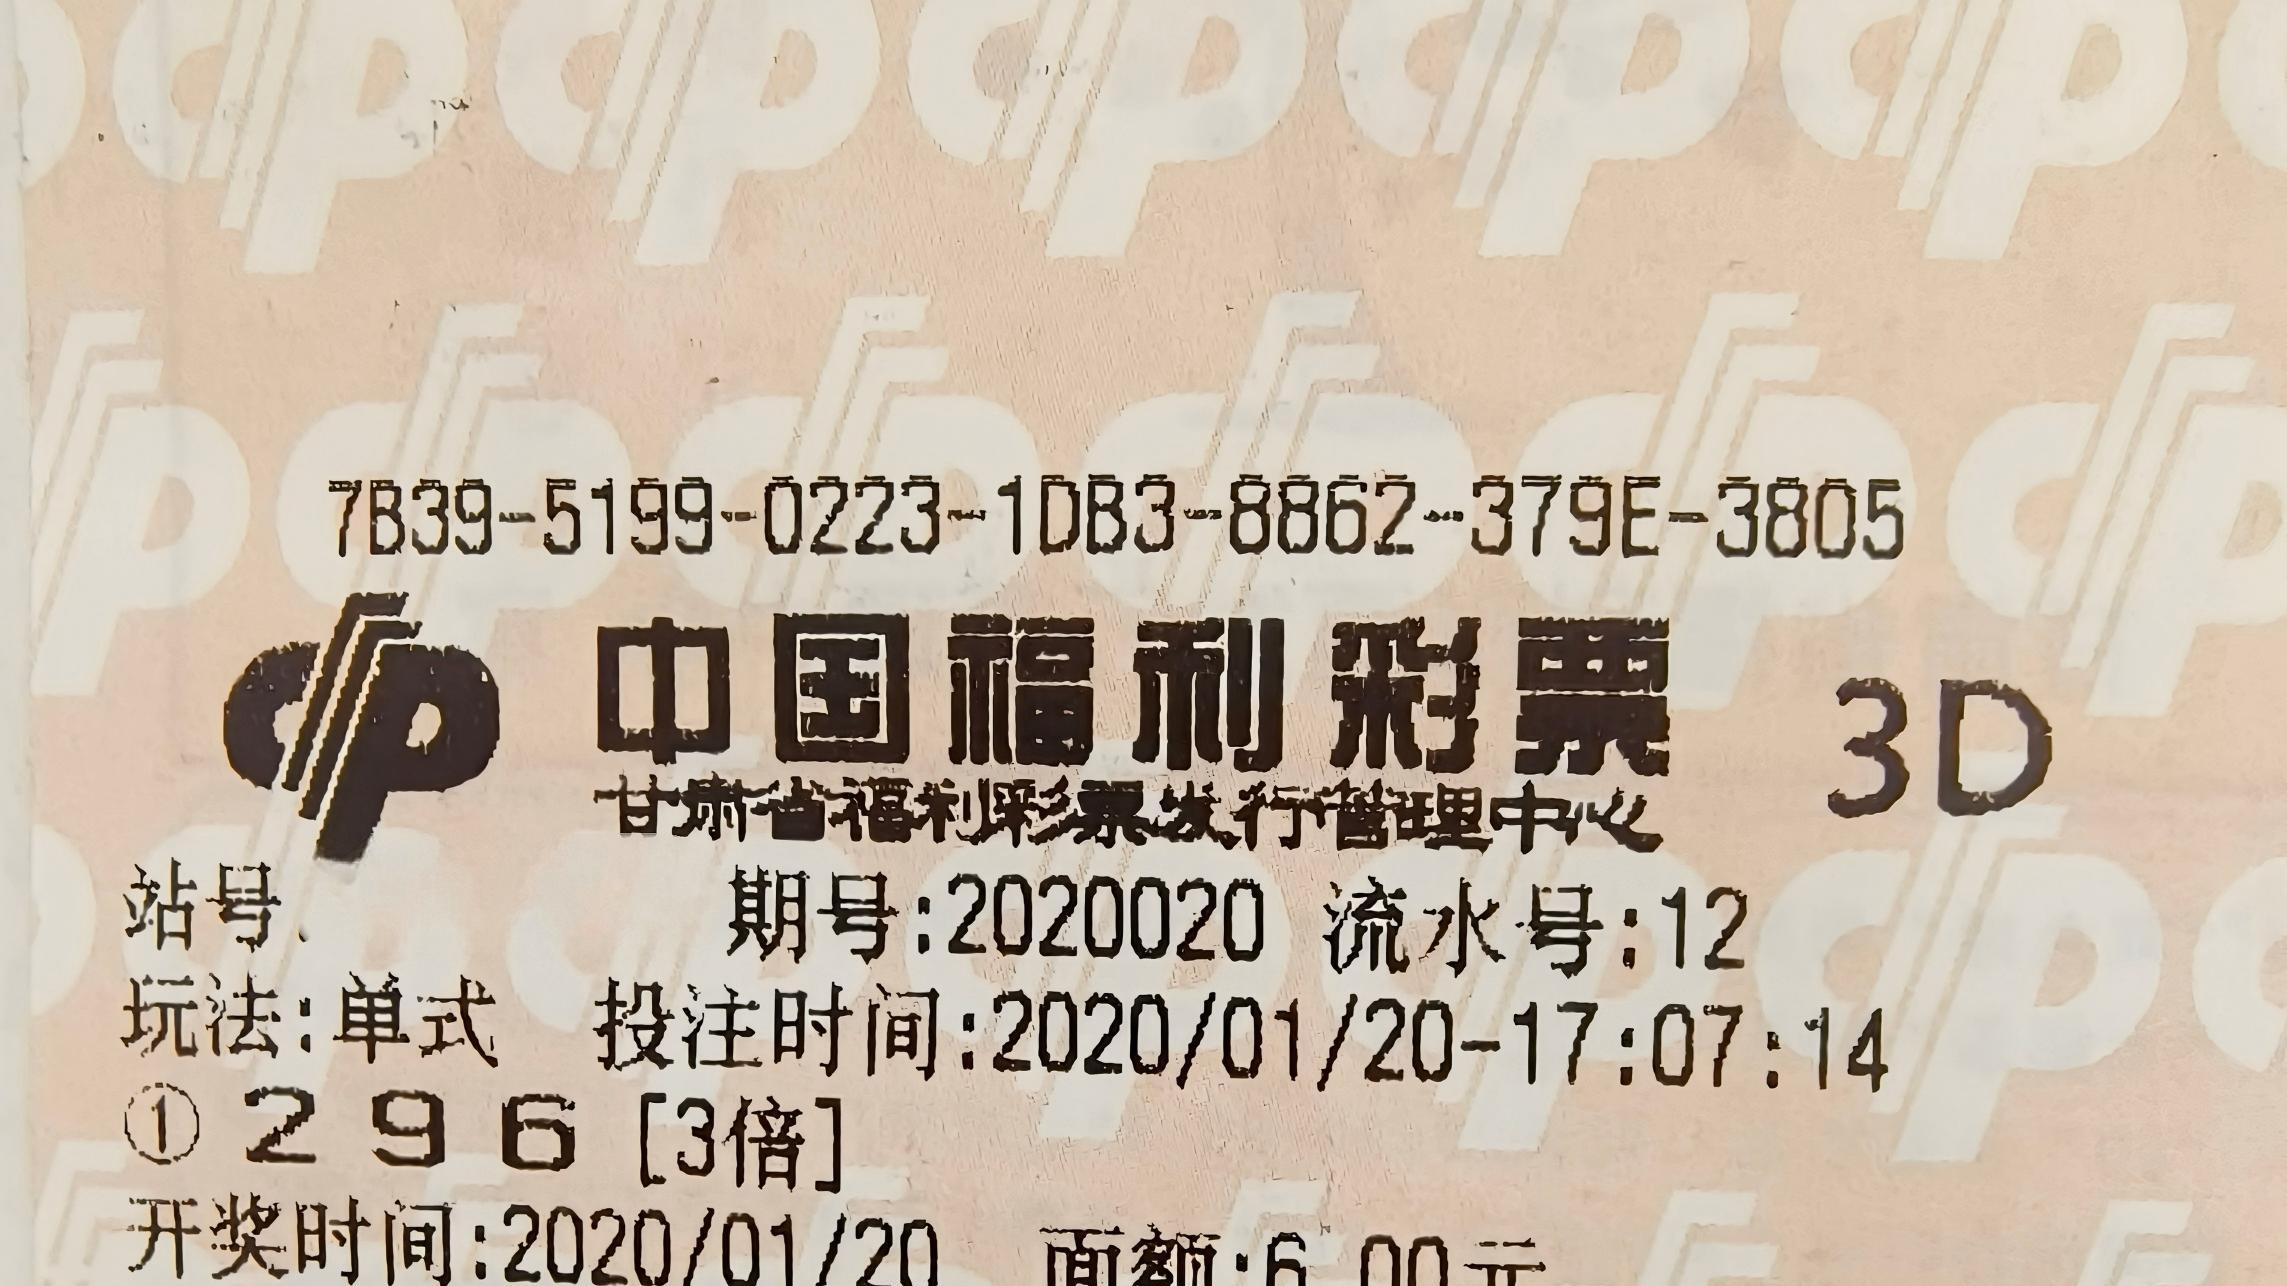 7B39-5199-0223-1DB3-8862-379E-3805
中国福利彩票 3D
甘肃省福利彩票发行管理中心
站号 期号:2020020 流水号:12
玩法:单式 投注时间:2020/01/20-17:07:14
① 2 9 6 [3倍]
开奖时间:2020/01/20 面额:6.00元